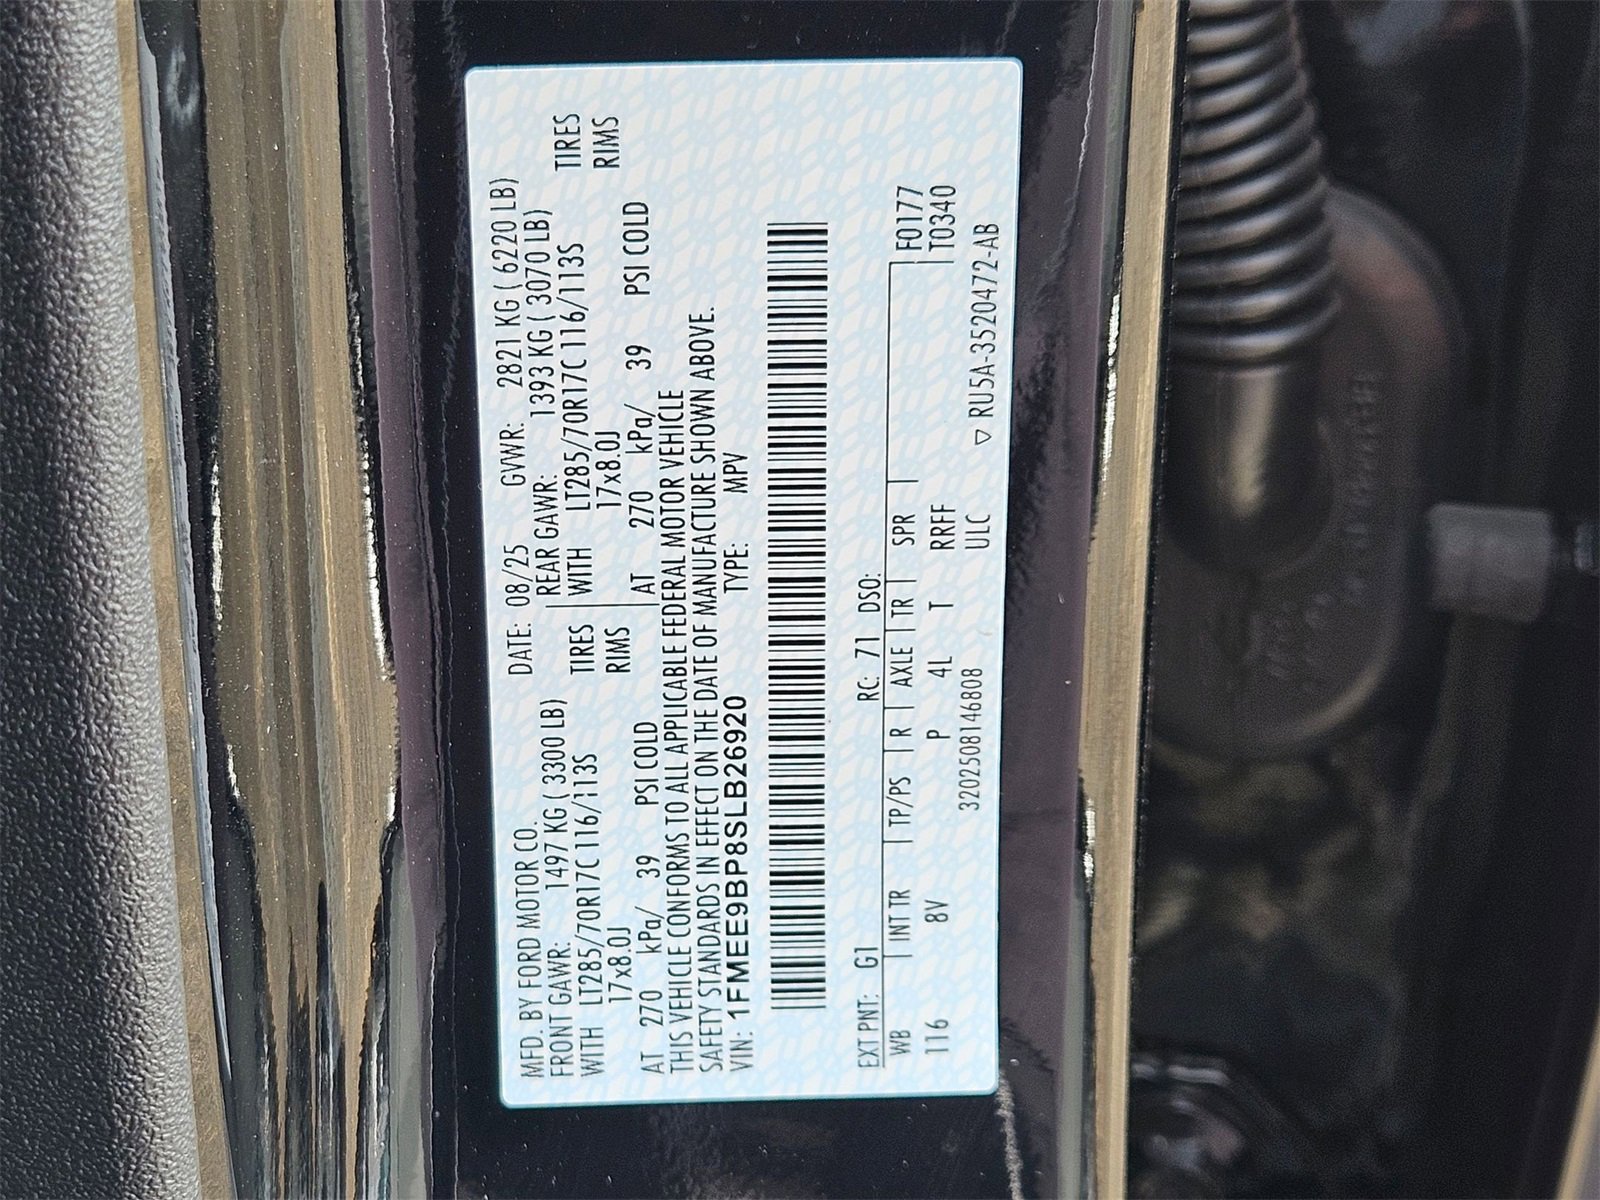 MFD. BY FORD MOTOR CO. DATE: 08/25 GVWR: 2821 KG ( 6220 LB)
FRONT GAWR: 1497 KG ( 3300 LB) REAR GAWR: 1393 KG ( 3070 LB)
WITH LT285/70R17C 116/113S TIRES WITH LT285/70R17C 116/113S TIRES
17x8.0J RIMS 17x8.0J RIMS
AT 270 kPa/ 39 PSI COLD AT 270 kPa/ 39 PSI COLD
THIS VEHICLE CONFORMS TO ALL APPLICABLE FEDERAL MOTOR VEHICLE
SAFETY STANDARDS IN EFFECT ON THE DATE OF MANUFACTURE SHOWN ABOVE.
VIN: 1FMEE9BP8SLB26920 TYPE: MPV
EXT PNT: G1 RC: 71 DSO:
WB INT TR TP/PS R AXLE TR SPR F0177
116 8V P 4L T RRFF T0340
3202508146808 ULC ▽ RU5A-3520472-AB